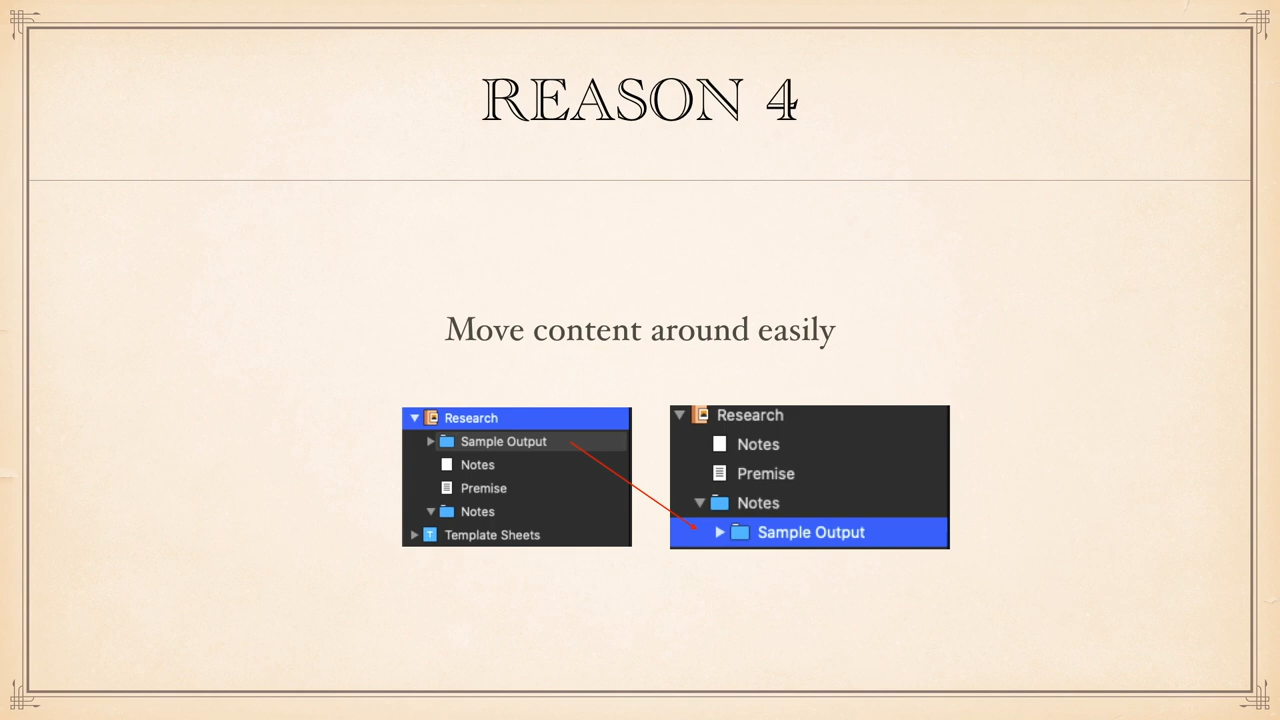 REASON 4
Move content around easily
Research
Sample Output
Notes
Premise
Notes
Template Sheets
Research
Notes
Premise
Notes
Sample Output